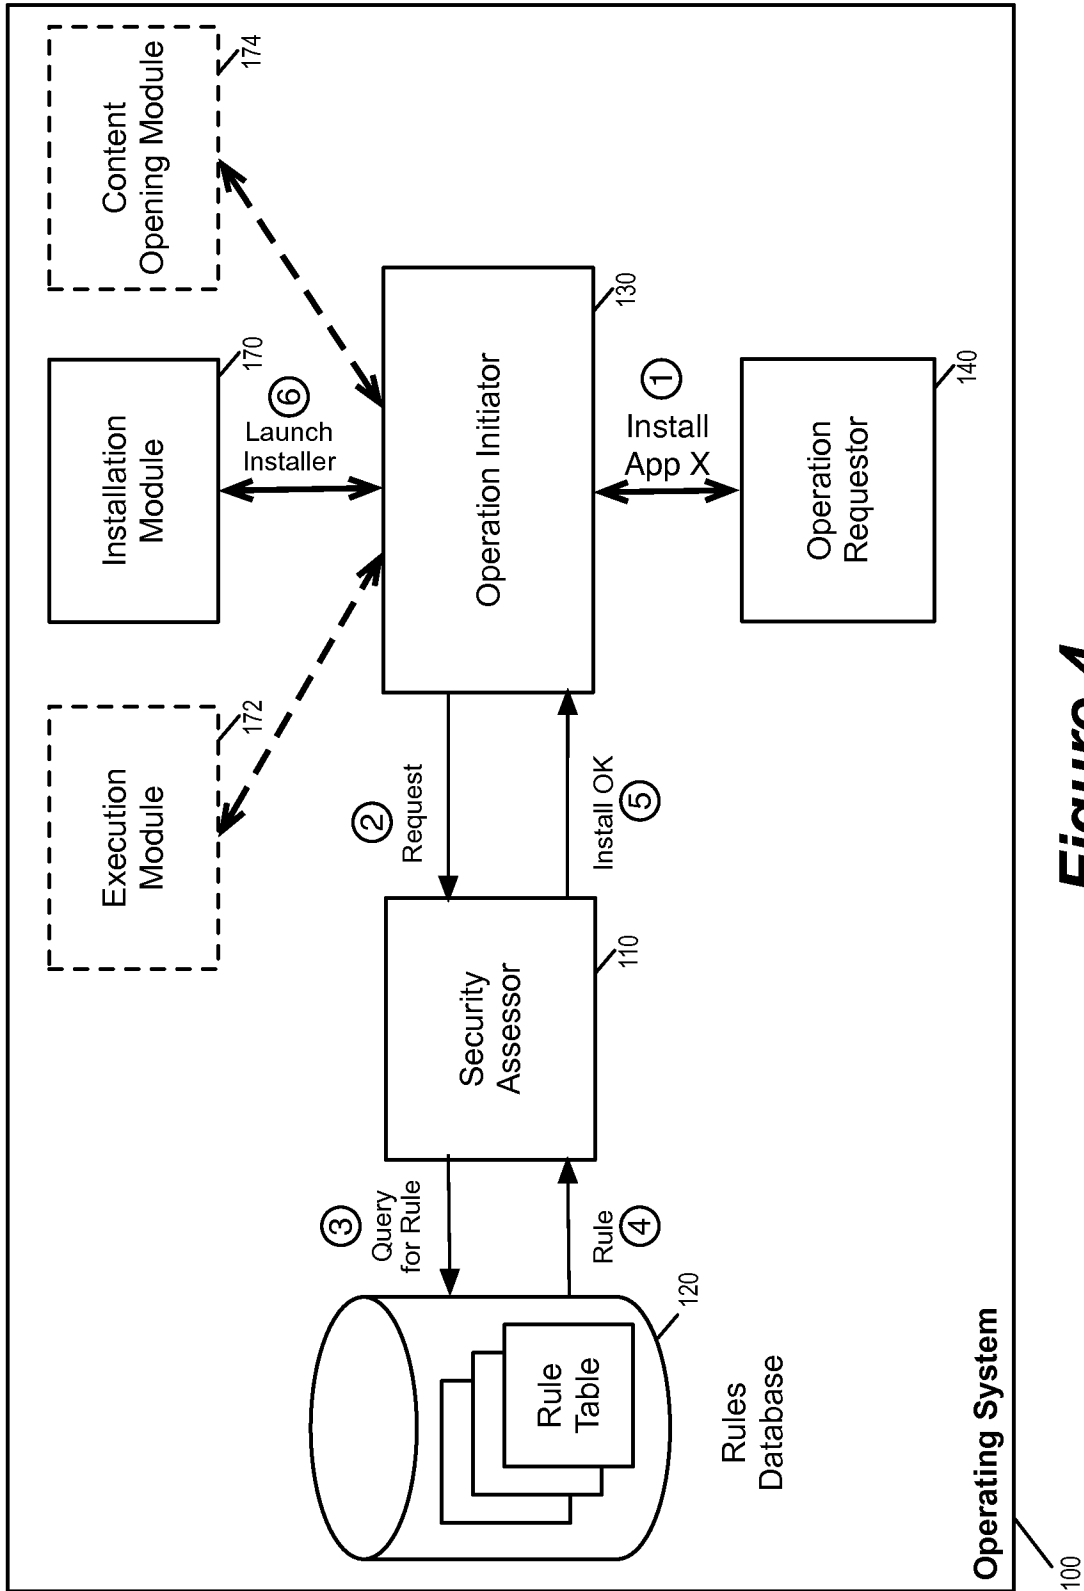 Execution
Module
172
Installation
Module
170
Content
Opening Module
174
6
Launch
Installer
3
Query
for Rule
2
Request
Security
Assessor
110
Operation Initiator
130
Rule
4
Install OK
5
1
Install
App X
Rule
Table
120
Rules
Database
Operation
Requestor
140
Operating System
100
Figure 4